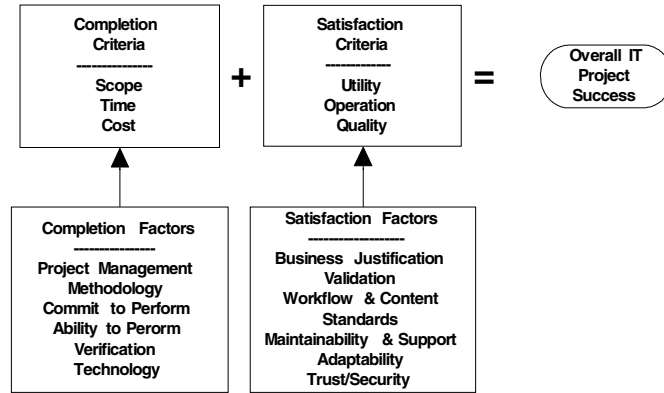 Completion
Criteria
---------------
Scope
Time
Cost
+
Satisfaction
Criteria
-------------
Utility
Operation
Quality
=
Overall IT
Project
Success
Completion Factors
----------------
Project Management
Methodology
Commit to Perform
Ability to Perorm
Verification
Technology
Satisfaction Factors
-------------------
Business Justification
Validation
Workflow & Content
Standards
Maintainability & Support
Adaptability
Trust/Security